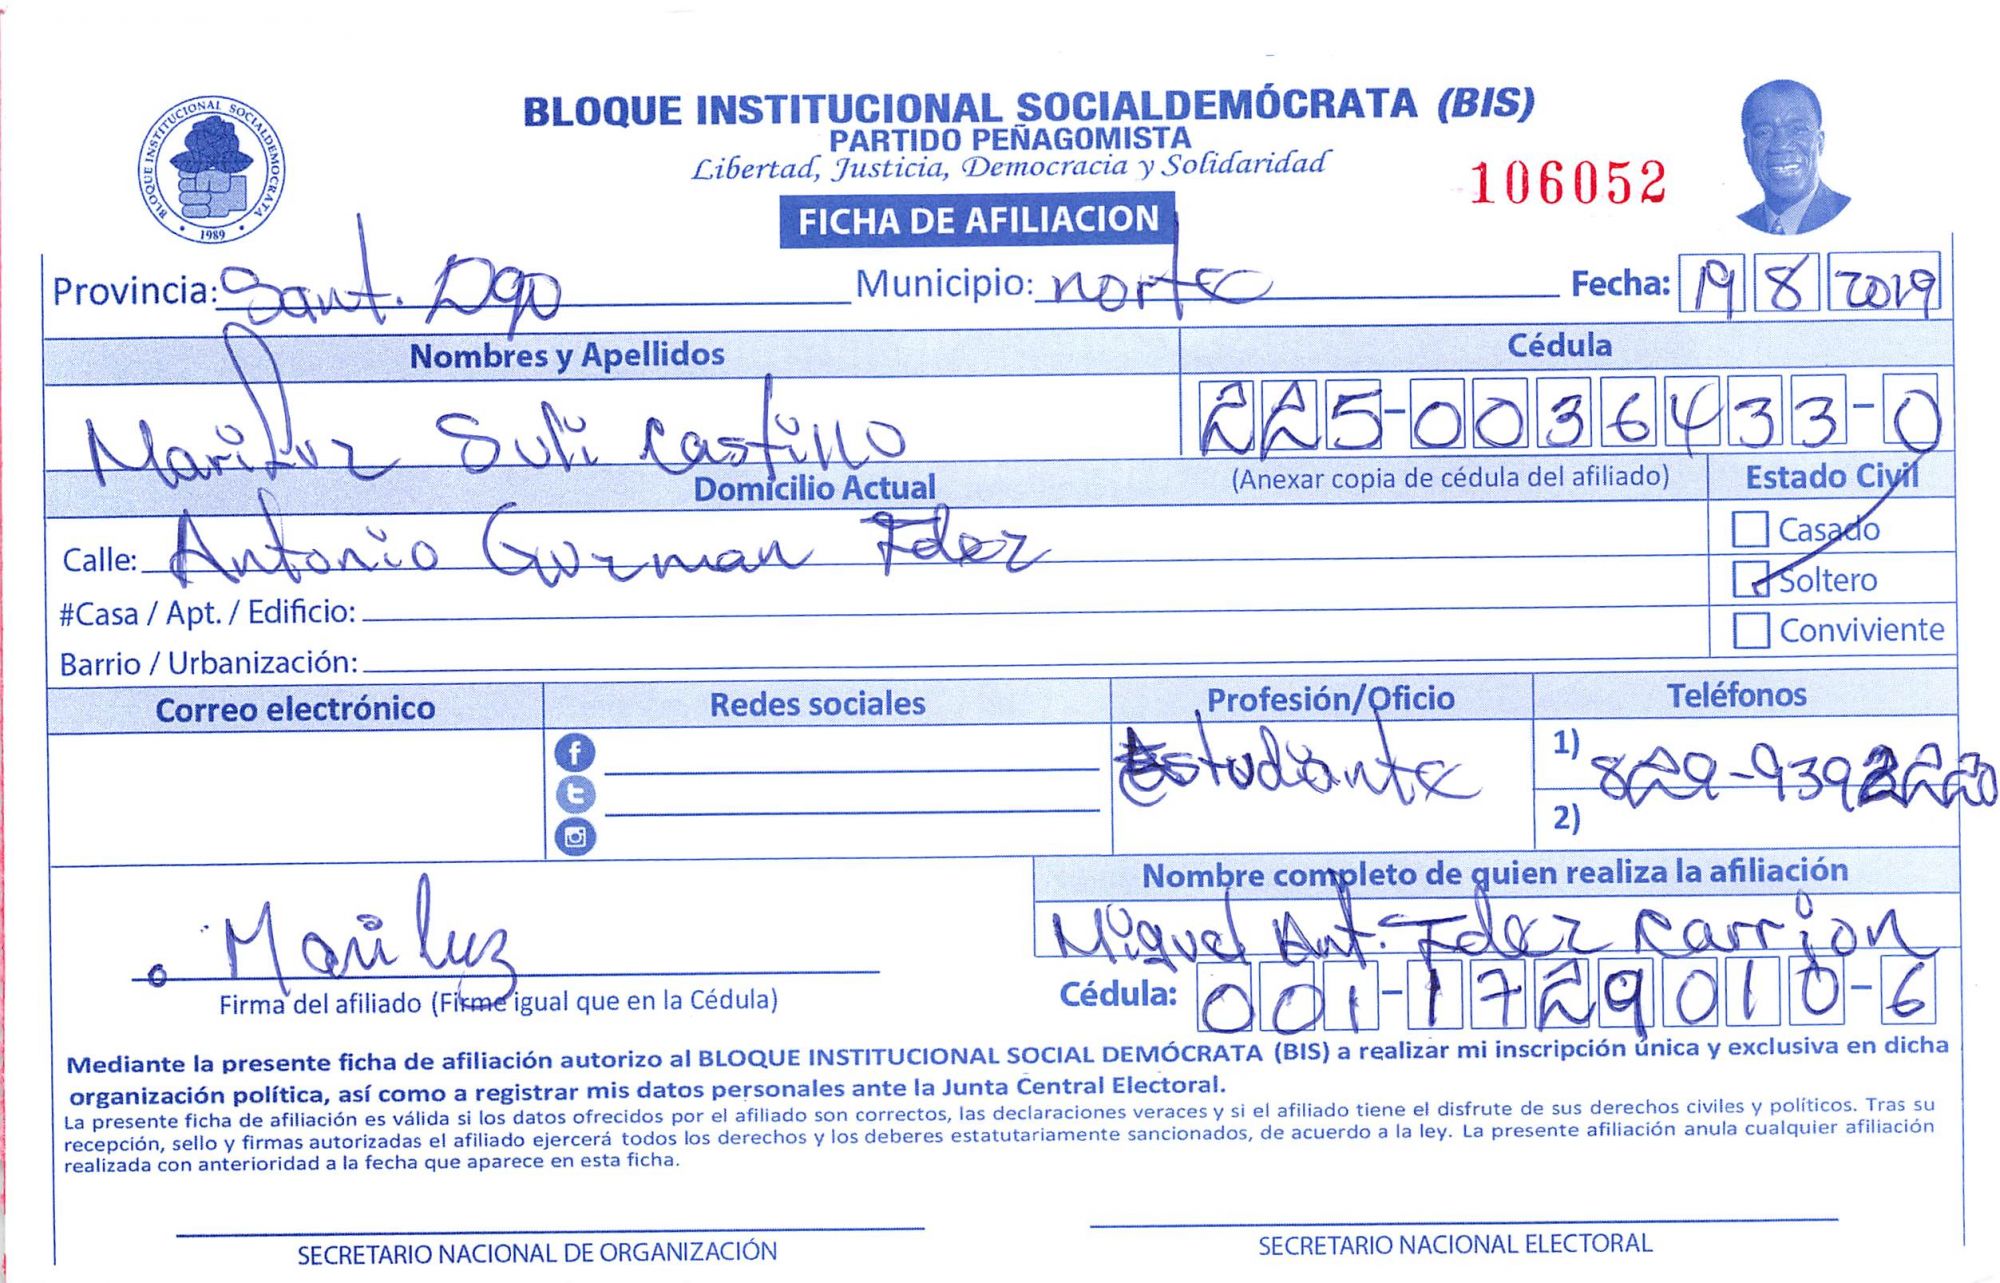 BLOQUE INSTITUCIONAL SOCIALDEMÓCRATA (BIS)
PARTIDO PEÑAGOMISTA
Libertad, Justicia, Democracia y Solidaridad
BLOQUE INSTITUCIONAL SOCIALDEMOCRATA
1989
106052
FICHA DE AFILIACION
Provincia: Sant. Dgo Municipio: norte Fecha: 19 8 2019
Nombres y Apellidos Cédula
Mariluz Suli Castillo 225-0036433-0
Domicilio Actual (Anexar copia de cédula del afiliado) Estado Civil
Calle: Antonio Guzman Fdez Casado
#Casa / Apt. / Edificio: Soltero
Barrio / Urbanización: Conviviente
Correo electrónico Redes sociales Profesión/Oficio Teléfonos
Estudiante 1) 829-939
2)
Nombre completo de quien realiza la afiliación
Miguel Ant. Fdez Carrion
Mariluz
Firma del afiliado (Firme igual que en la Cédula) Cédula: 001-1729010-6
Mediante la presente ficha de afiliación autorizo al BLOQUE INSTITUCIONAL SOCIAL DEMÓCRATA (BIS) a realizar mi inscripción única y exclusiva en dicha
organización política, así como a registrar mis datos personales ante la Junta Central Electoral.
La presente ficha de afiliación es válida si los datos ofrecidos por el afiliado son correctos, las declaraciones veraces y si el afiliado tiene el disfrute de sus derechos civiles y políticos. Tras su
recepción, sello y firmas autorizadas el afiliado ejercerá todos los derechos y los deberes estatutariamente sancionados, de acuerdo a la ley. La presente afiliación anula cualquier afiliación
realizada con anterioridad a la fecha que aparece en esta ficha.
SECRETARIO NACIONAL DE ORGANIZACIÓN SECRETARIO NACIONAL ELECTORAL